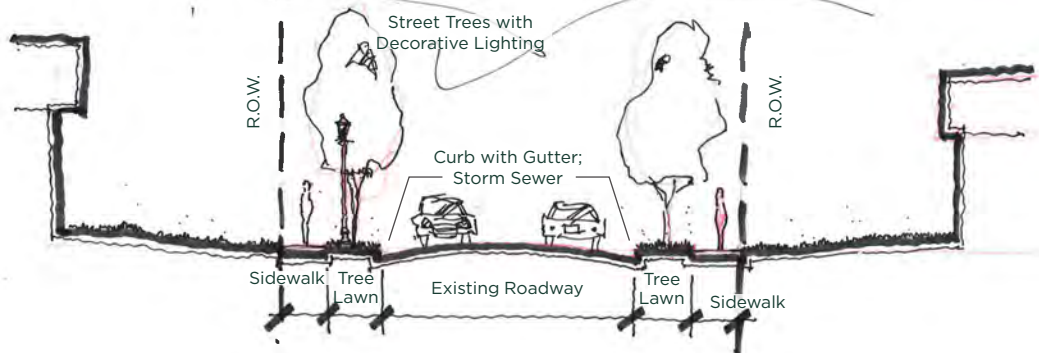 Street Trees with
Decorative Lighting
R.O.W.
R.O.W.
Curb with Gutter;
Storm Sewer
Sidewalk
Tree
Lawn
Existing Roadway
Tree
Lawn
Sidewalk